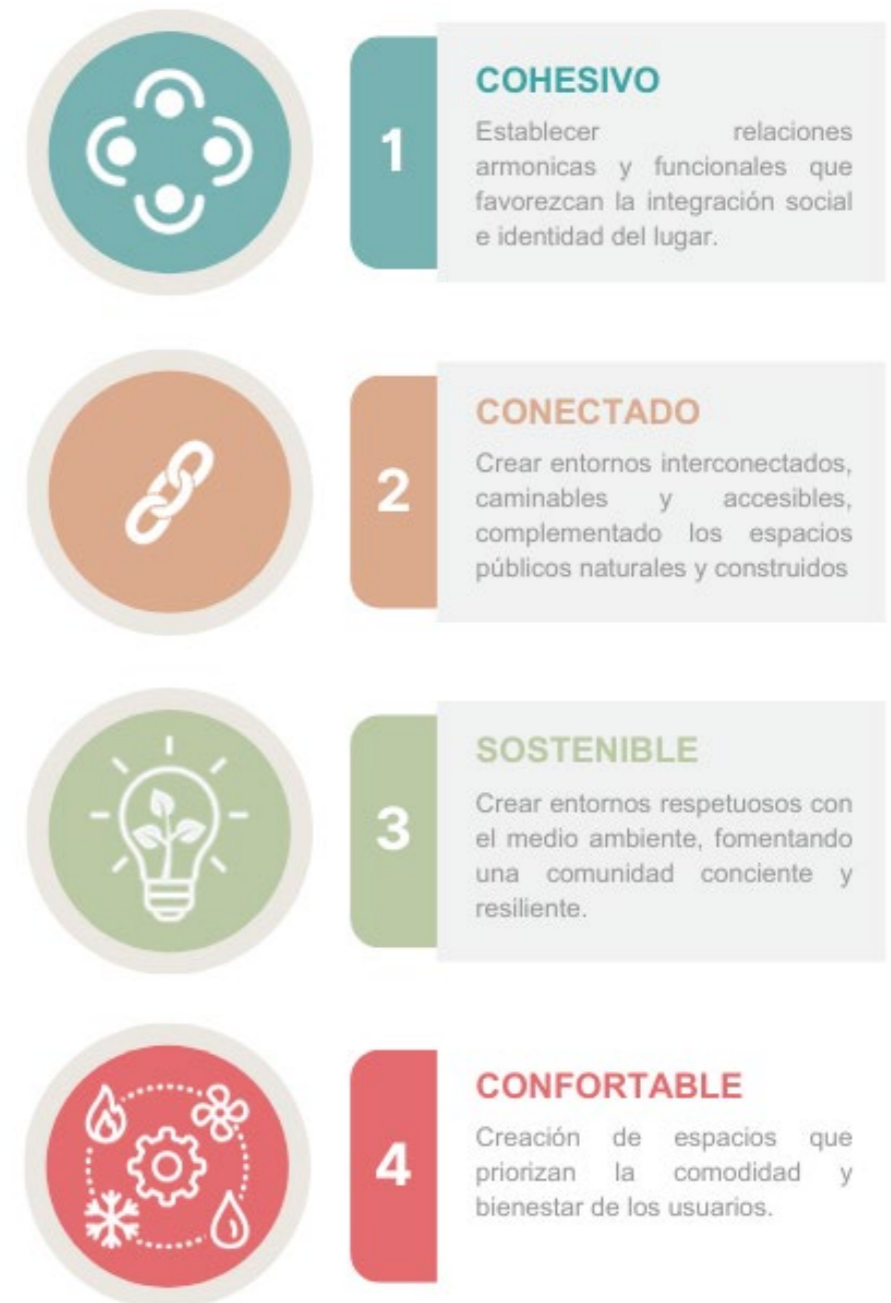 1
COHESIVO
Establecer relaciones
armonicas y funcionales que
favorezcan la integración social
e identidad del lugar.
2
CONECTADO
Crear entornos interconectados,
caminables y accesibles,
complementado los espacios
públicos naturales y construidos
3
SOSTENIBLE
Crear entornos respetuosos con
el medio ambiente, fomentando
una comunidad conciente y
resiliente.
4
CONFORTABLE
Creación de espacios que
priorizan la comodidad y
bienestar de los usuarios.